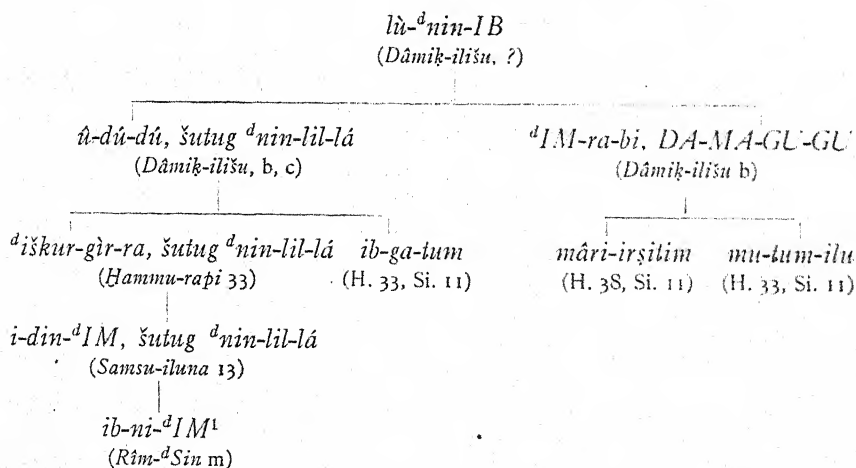 lù-ᵈnin-IB
(Dâmiḳ-ilišu, ?)
û-dú-dú, šutug ᵈnin-lil-lá ᵈIM-ra-bi, DA-MA-GU-GU
(Dâmiḳ-ilišu, b, c) (Dâmiḳ-ilišu b)
ᵈiškur-gìr-ra, šutug ᵈnin-lil-lá ib-ga-tum mâri-irṣitim mu-tum-ilu
(Ḫammu-rapi 33) (H. 33, Si. 11) (H. 38, Si. 11) (H. 33, Si. 11)
i-din-ᵈIM, šutug ᵈnin-lil-lá
(Samsu-iluna 13)
ib-ni-ᵈIM¹
(Rîm-ᵈSin m)